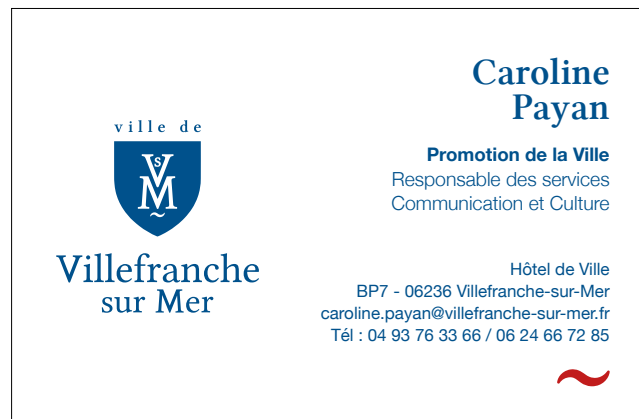 ville de
VSM
Villefranche
sur Mer
Caroline
Payan
Promotion de la Ville
Responsable des services
Communication et Culture
Hôtel de Ville
BP7 - 06236 Villefranche-sur-Mer
caroline.payan@villefranche-sur-mer.fr
Tél : 04 93 76 33 66 / 06 24 66 72 85